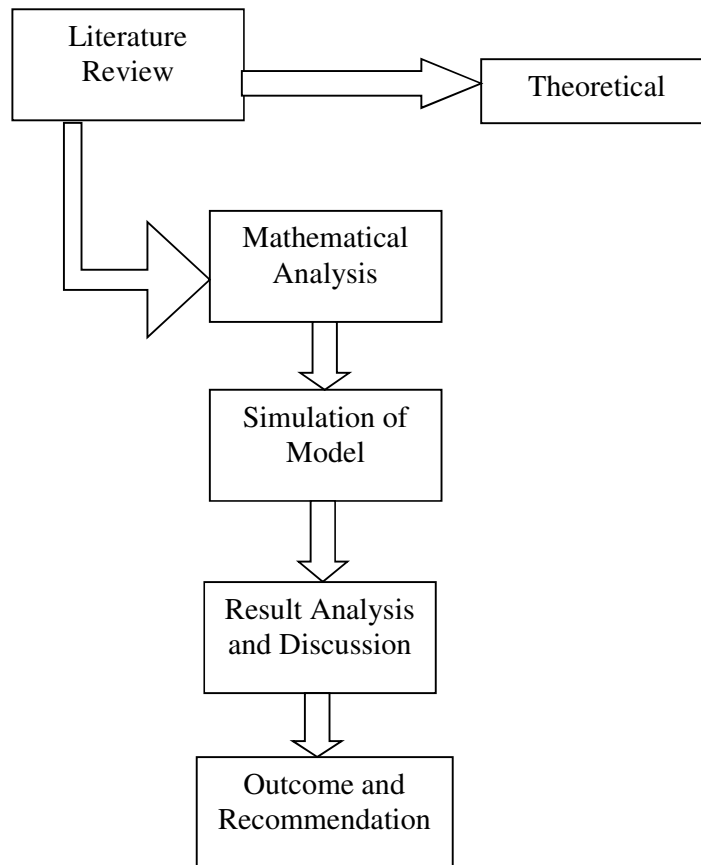 Literature
Review
Theoretical
Mathematical
Analysis
Simulation of
Model
Result Analysis
and Discussion
Outcome and
Recommendation